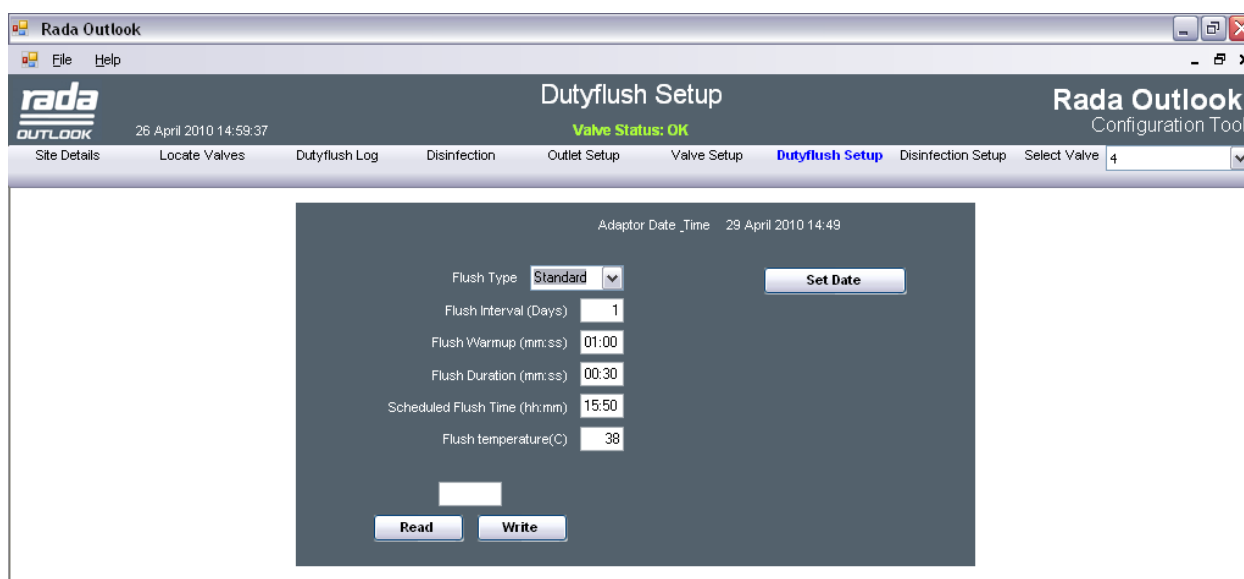 Rada Outlook
File Help
rada
OUTLOOK
26 April 2010 14:59:37
Dutyflush Setup
Valve Status: OK
Rada Outlook
Configuration Tool
Site Details Locate Valves Dutyflush Log Disinfection Outlet Setup Valve Setup Dutyflush Setup Disinfection Setup Select Valve 4
Adaptor Date_Time 29 April 2010 14:49
Flush Type Standard Set Date
Flush Interval (Days) 1
Flush Warmup (mm:ss) 01:00
Flush Duration (mm:ss) 00:30
Scheduled Flush Time (hh:mm) 15:50
Flush temperature(C) 38
Read Write